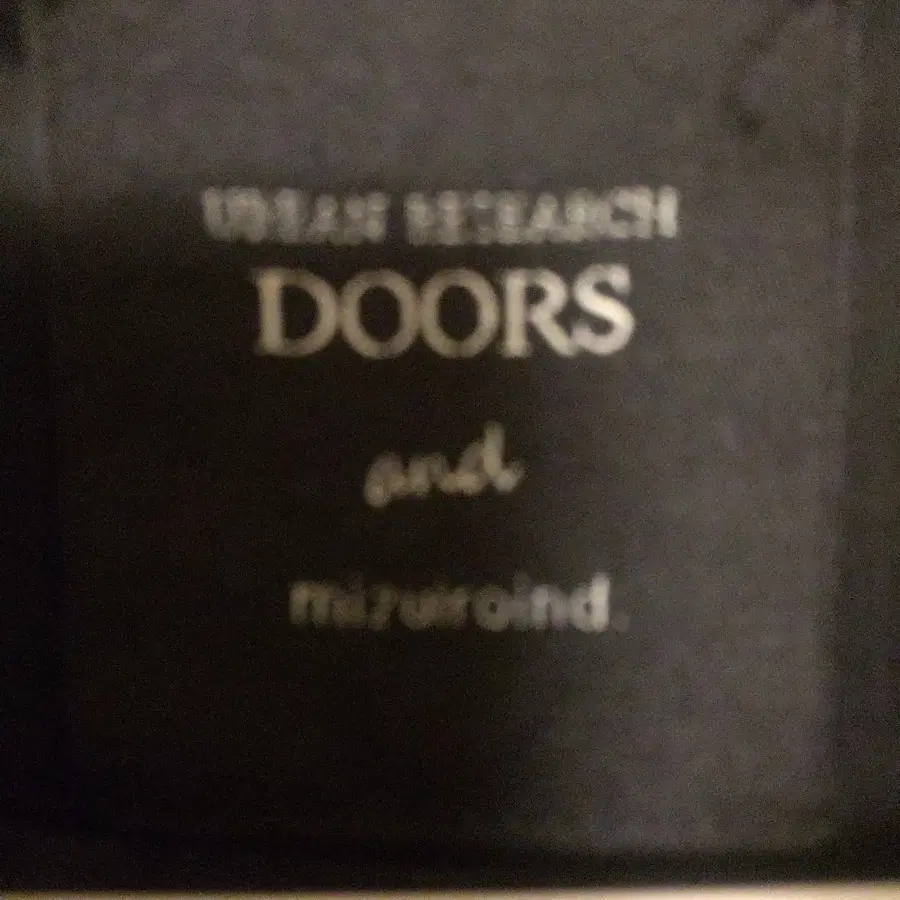 URBAN RESEARCH
DOORS
and
mizuiroind.